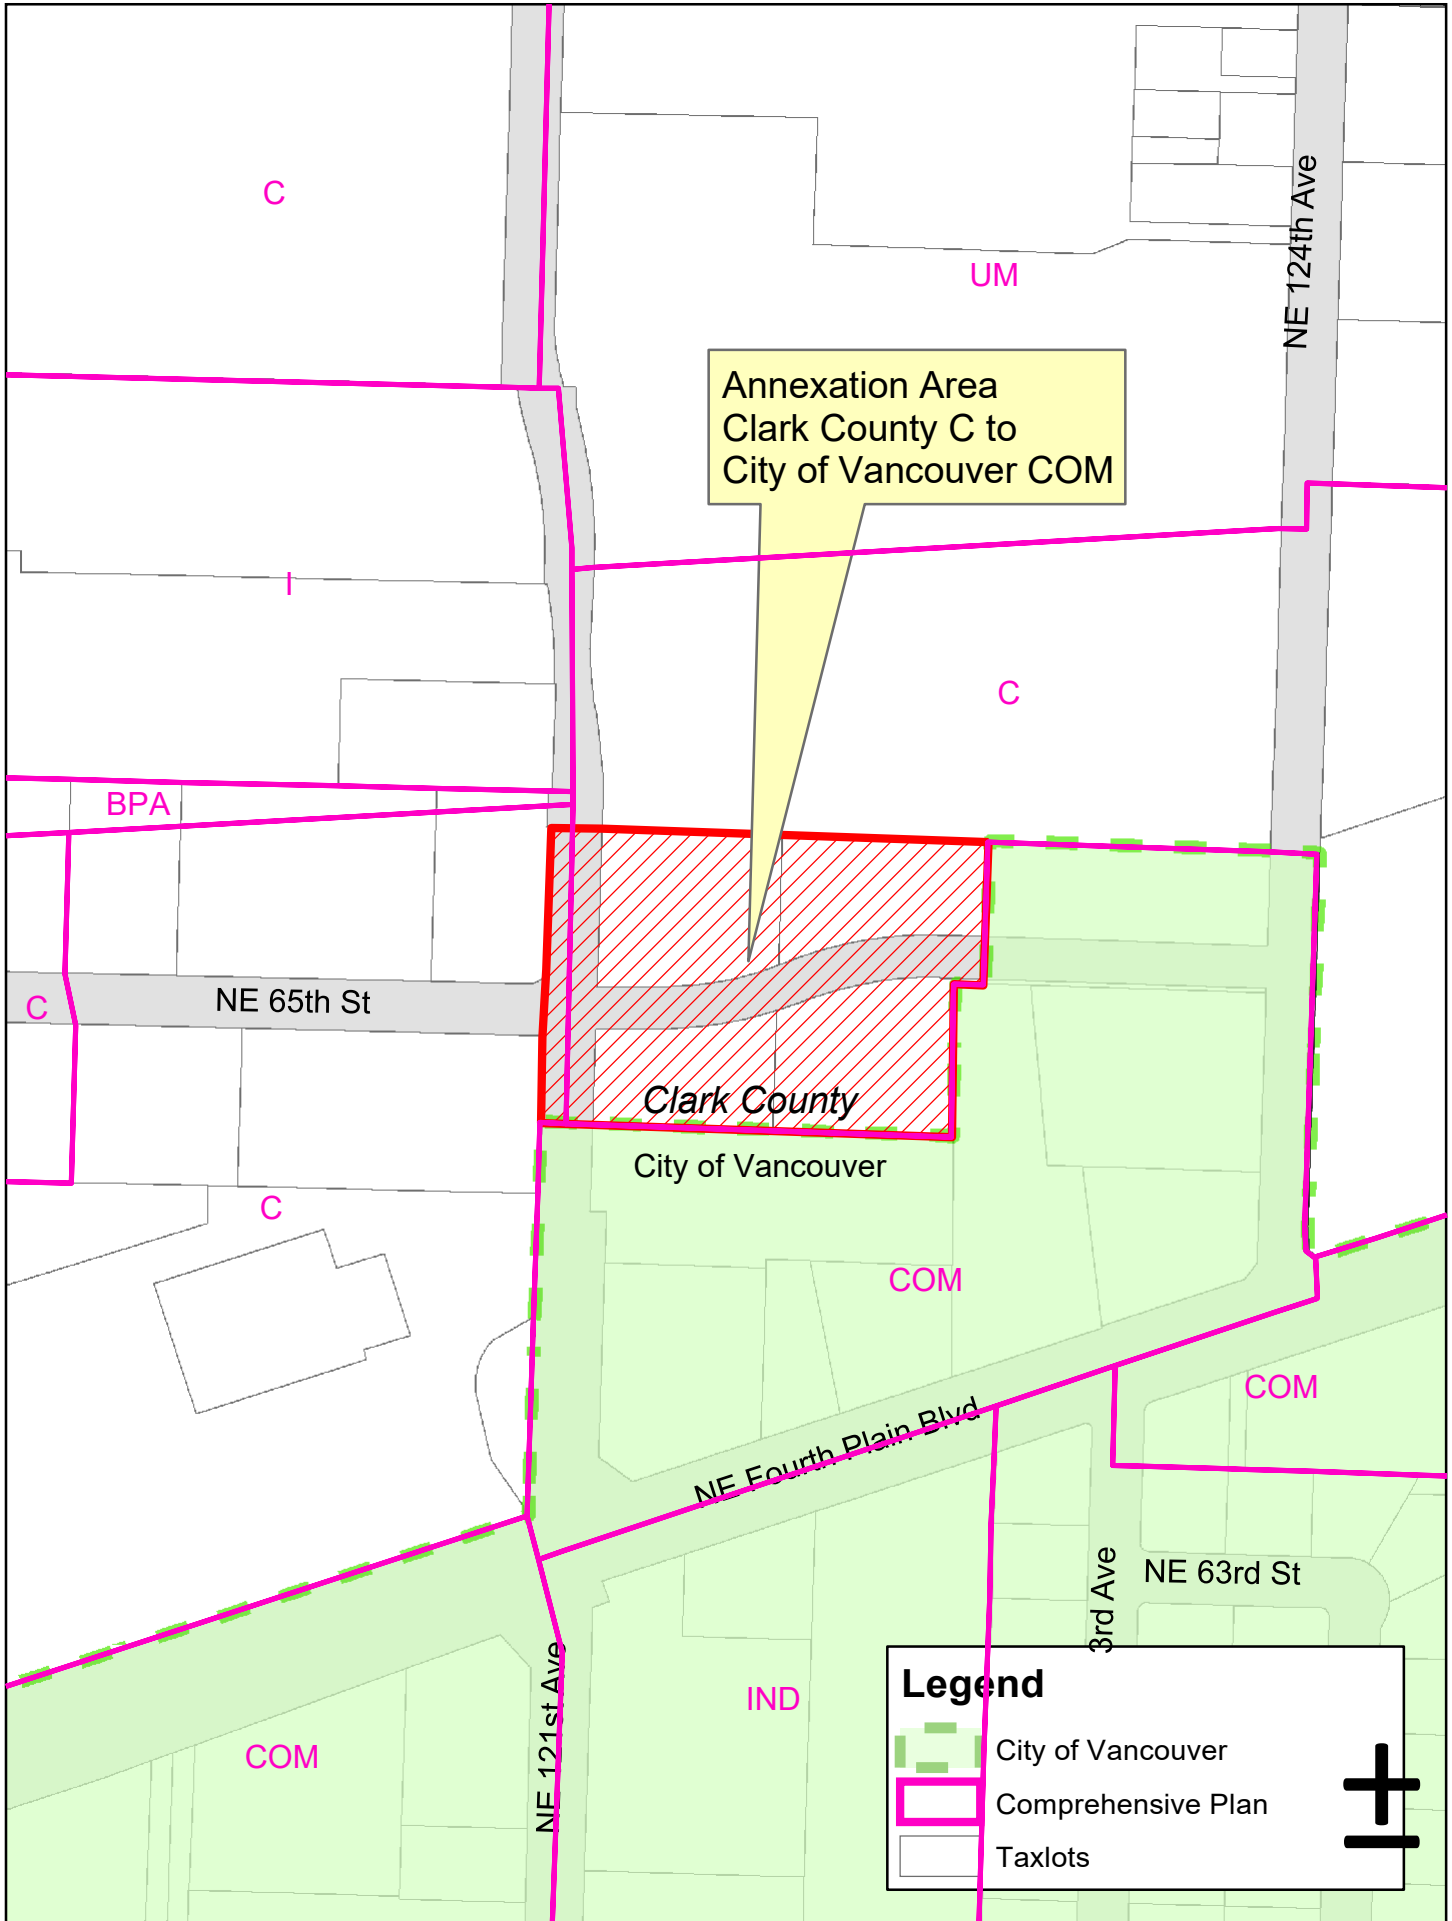 C
NE 124th Ave
UM
Annexation Area
Clark County C to
City of Vancouver COM
I
C
BPA
C
NE 65th St
Clark County
City of Vancouver
C
COM
COM
NE Fourth Plain Blvd
3rd Ave
NE 63rd St
NE 121st Ave
IND
COM
Legend
City of Vancouver
Comprehensive Plan
Taxlots